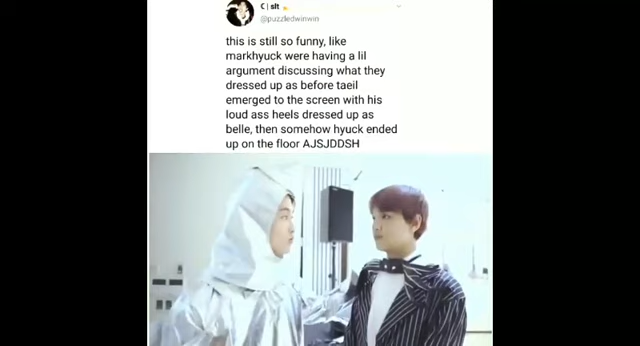 ☾ | slt
@puzzledwinwin
this is still so funny, like
markhyuck were having a lil
argument discussing what they
dressed up as before taeil
emerged to the screen with his
loud ass heels dressed up as
belle, then somehow hyuck ended
up on the floor AJSJDDSH